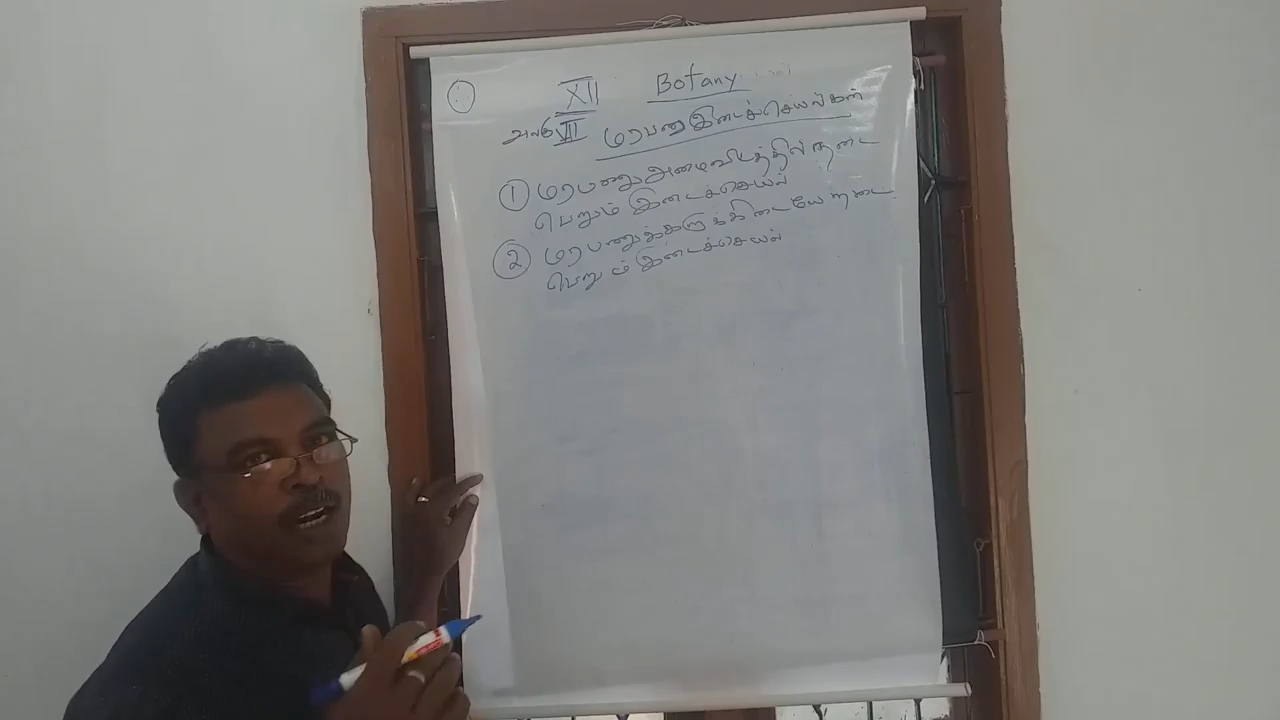 XII Botany
அலகு VII மரபணு இடைச்செயல்கள்
① மரபணு அமைவிடத்தில் நடை
பெறும் இடைச்செயல்
② மரபணுக்களுக்கிடையே நடை
பெறும் இடைச்செயல்